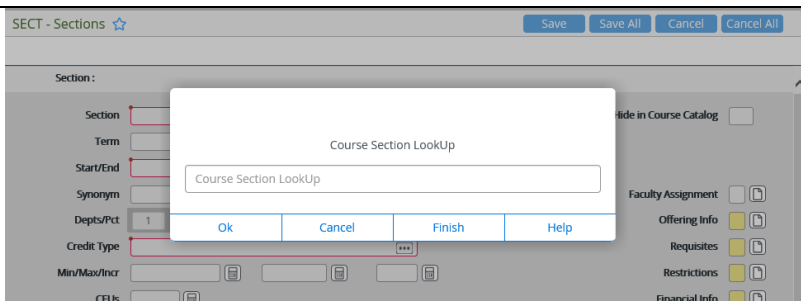 SECT - Sections
Save Save All Cancel Cancel All
Section :
Section
Hide in Course Catalog
Term
Course Section LookUp
Start/End
Course Section LookUp
Synonym
Faculty Assignment
Depts/Pct 1
Offering Info
Ok Cancel Finish Help
Credit Type
Requisites
Min/Max/Incr
Restrictions
CEUs
Financial Info